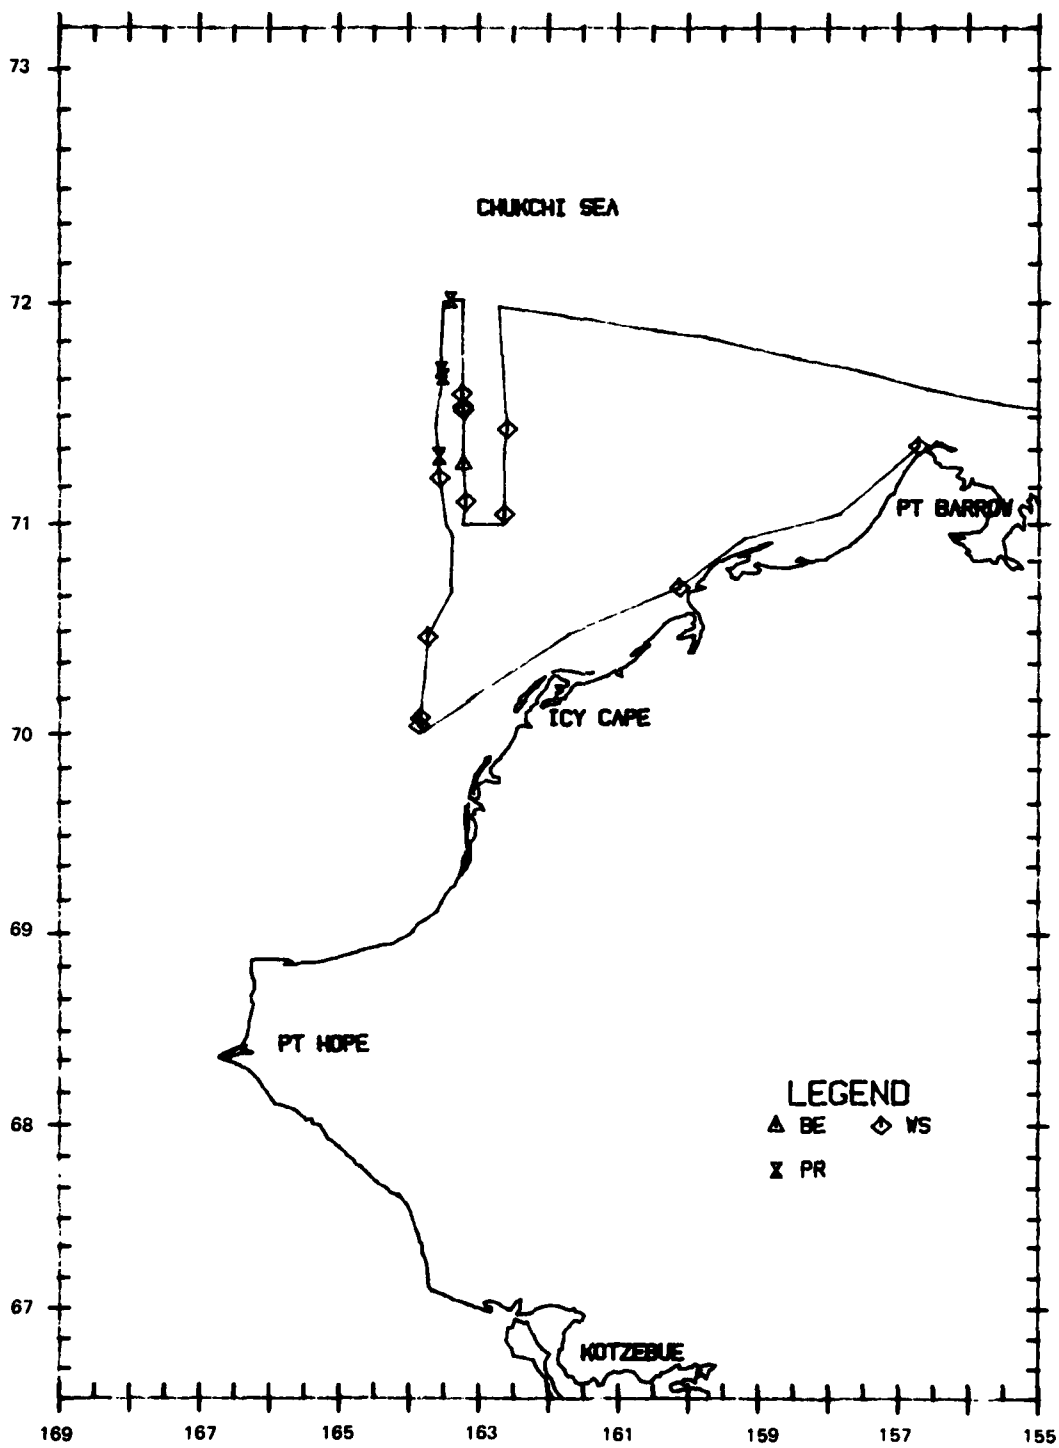 73
CHUKCHI SEA
72
71
PT BARROW
70
ICY CAPE
69
PT HOPE
LEGEND
68
BE WS
PR
67
KOTZEBUE
169 167 165 163 161 159 157 155